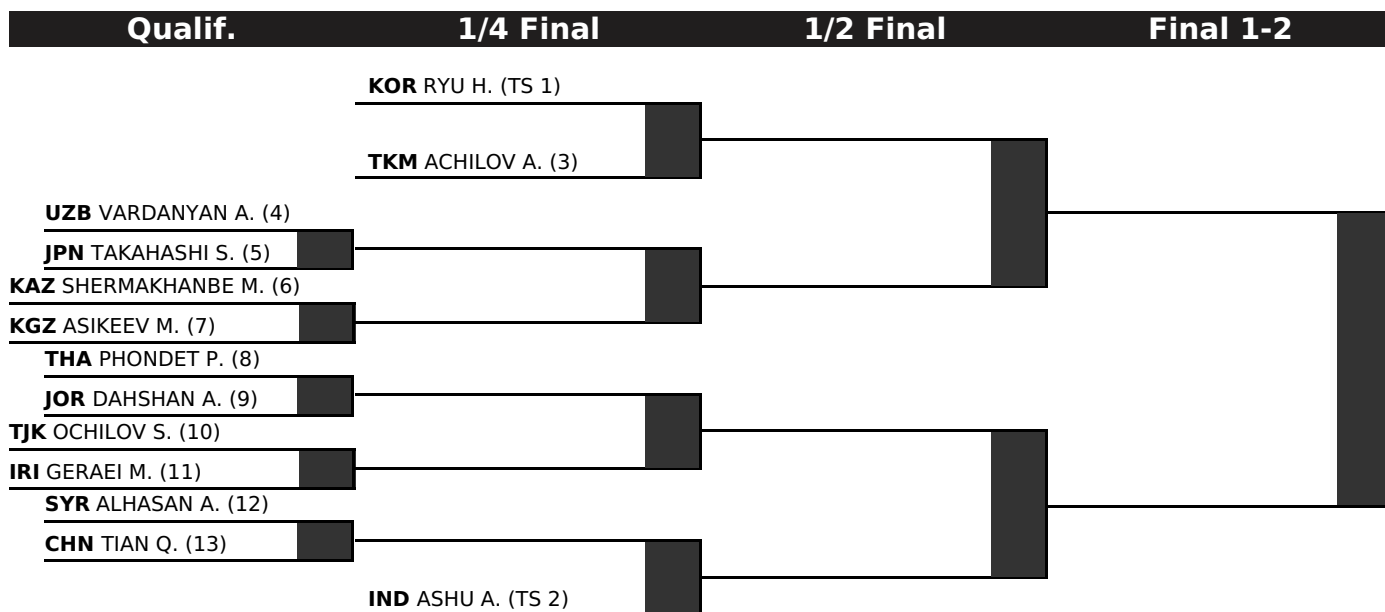 Qualif. 1/4 Final 1/2 Final Final 1-2
KOR RYU H. (TS 1)
TKM ACHILOV A. (3)
UZB VARDANYAN A. (4)
JPN TAKAHASHI S. (5)
KAZ SHERMAKHANBE M. (6)
KGZ ASIKEEV M. (7)
THA PHONDET P. (8)
JOR DAHSHAN A. (9)
TJK OCHILOV S. (10)
IRI GERAEI M. (11)
SYR ALHASAN A. (12)
CHN TIAN Q. (13)
IND ASHU A. (TS 2)